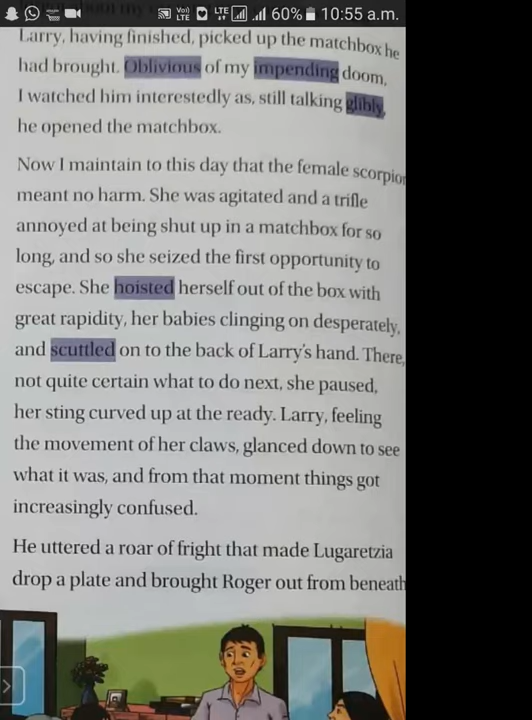 Vo) LTE LTE 60% 10:55 a.m.
Larry, having finished, picked up the matchbox he
had brought. Oblivious of my impending doom,
I watched him interestedly as, still talking glibly,
he opened the matchbox.
Now I maintain to this day that the female scorpion
meant no harm. She was agitated and a trifle
annoyed at being shut up in a matchbox for so
long, and so she seized the first opportunity to
escape. She hoisted herself out of the box with
great rapidity, her babies clinging on desperately,
and scuttled on to the back of Larry's hand. There,
not quite certain what to do next, she paused,
her sting curved up at the ready. Larry, feeling
the movement of her claws, glanced down to see
what it was, and from that moment things got
increasingly confused.
He uttered a roar of fright that made Lugaretzia
drop a plate and brought Roger out from beneath